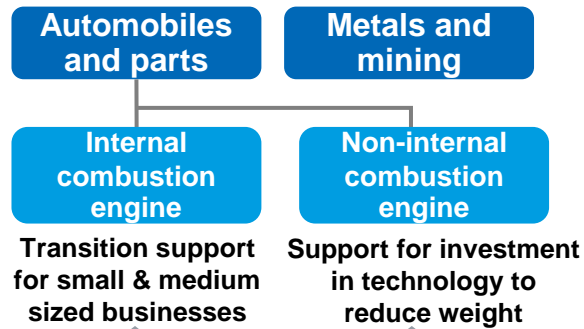 Automobiles
and parts
Metals and
mining
Internal
combustion
engine
Non-internal
combustion
engine
Transition support
for small & medium
sized businesses
Support for investment
in technology to
reduce weight